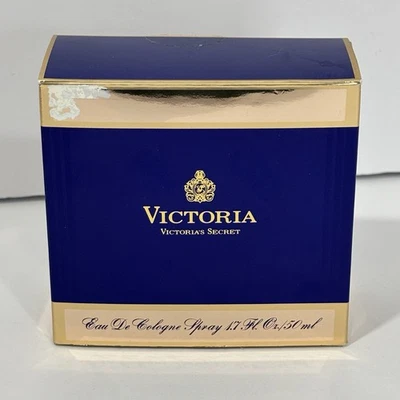 VICTORIA
VICTORIA'S SECRET
Eau De Cologne Spray 1.7 Fl. Oz./50 ml